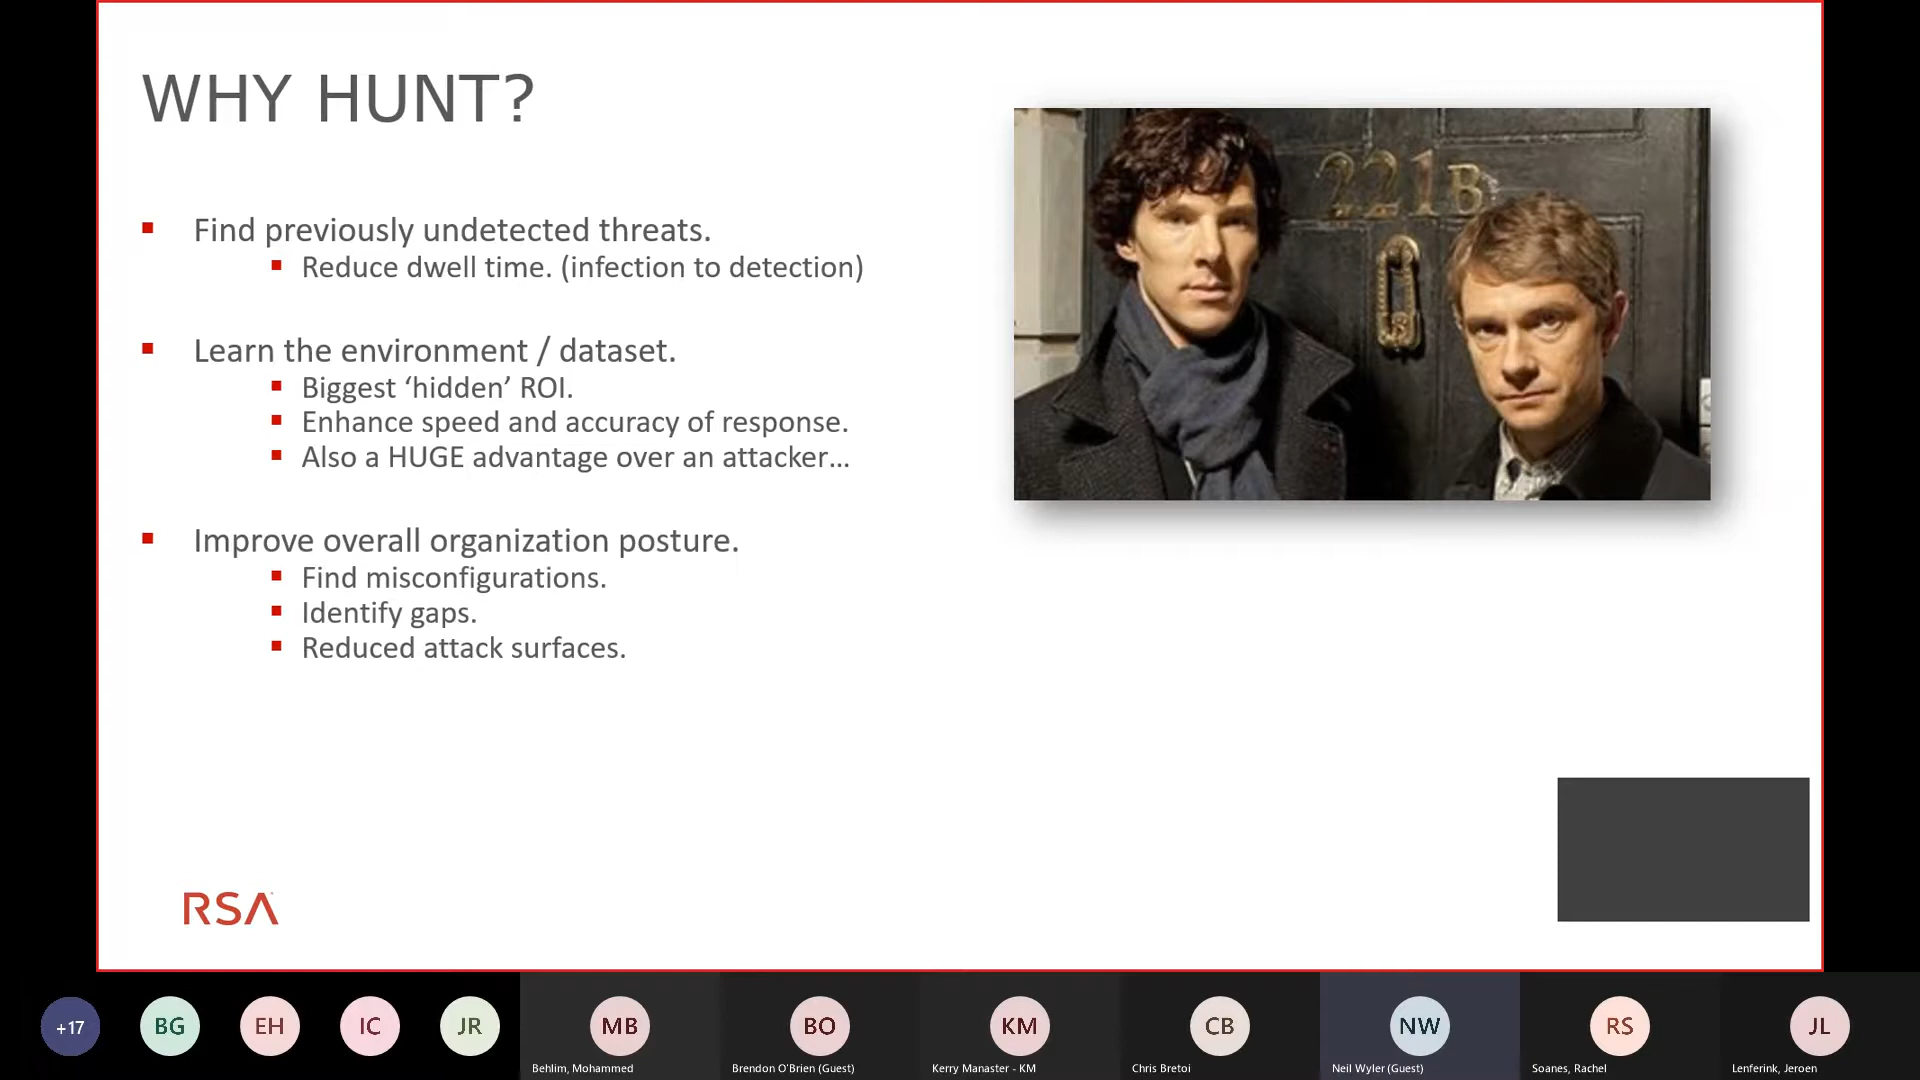 WHY HUNT?
221B
Find previously undetected threats.
Reduce dwell time. (infection to detection)
Learn the environment / dataset.
Biggest ‘hidden’ ROI.
Enhance speed and accuracy of response.
Also a HUGE advantage over an attacker…
Improve overall organization posture.
Find misconfigurations.
Identify gaps.
Reduced attack surfaces.
RSA
+17
BG
EH
IC
JR
MB
BO
KM
CB
NW
RS
JL
Behlim, Mohammed
Brendon O'Brien (Guest)
Kerry Manaster - KM
Chris Bretoi
Neil Wyler (Guest)
Soanes, Rachel
Lenferink, Jeroen